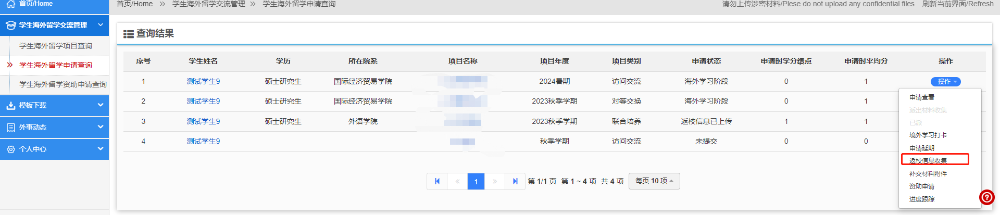 首页/Home
学生海外留学交流管理
学生海外留学项目查询
学生海外留学申请查询
学生海外留学资助申请查询
模板下载
外事动态
个人中心
首页/Home 学生海外留学交流管理 学生海外留学申请查询
请勿上传涉密材料/Plese do not upload any confidential files 刷新当前界面/Refresh
查询结果
序号 学生姓名 学历 所在院系 项目名称 项目年度 项目类别 申请状态 申请时学分绩点 申请时平均分 操作
1 测试学生9 硕士研究生 国际经济贸易学院 2024暑期 访问交流 海外学习阶段 0 1 操作
2 测试学生9 硕士研究生 国际经济贸易学院 2023秋季学期 对等交换 海外学习阶段 0 1
3 测试学生9 硕士研究生 外语学院 2023秋季学期 联合培养 返校信息已上传 1 1
4 测试学生9 秋季学期 访问交流 未提交 0 0
申请查看
派出材料收集
已派
境外学习打卡
申请延期
返校信息收集
补交材料附件
资助申请
进度跟踪
1 第 1/1 页 第 1 ~ 4 项 共 4 项 每页 10 项